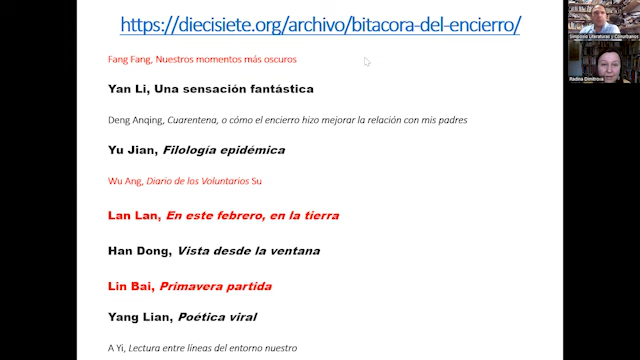 https://diecisiete.org/archivo/bitacora-del-encierro/
Fang Fang, Nuestros momentos más oscuros
Yan Li, Una sensación fantástica
Deng Anqing, Cuarentena, o cómo el encierro hizo mejorar la relación con mis padres
Yu Jian, Filología epidémica
Wu Ang, Diario de los Voluntarios Su
Lan Lan, En este febrero, en la tierra
Han Dong, Vista desde la ventana
Lin Bai, Primavera partida
Yang Lian, Poética viral
A Yi, Lectura entre líneas del entorno nuestro
Simposio Literaturas y Conurbanos
Radina Dimitrova